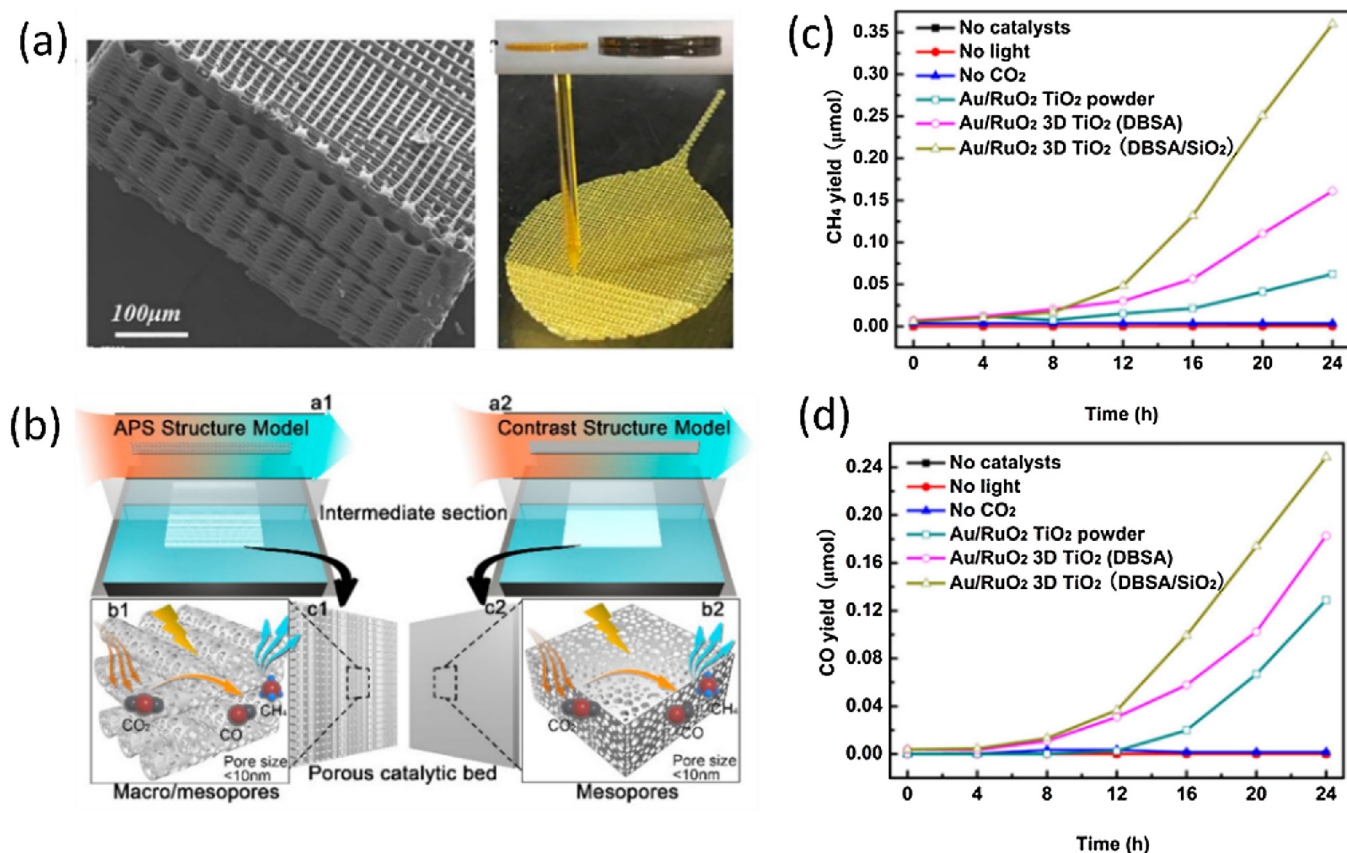 (a)
100μm
(b)
a1
APS Structure Model
a2
Contrast Structure Model
Intermediate section
b1
CO₂
CO
CH₄
Pore size
<10nm
Macro/mesopores
c1
c2
Porous catalytic bed
b2
CO₂
CO
CH₄
Pore size
<10nm
Mesopores
(c)
CH₄ yield (μmol)
0.35
0.30
0.25
0.20
0.15
0.10
0.05
0.00
No catalysts
No light
No CO₂
Au/RuO₂ TiO₂ powder
Au/RuO₂ 3D TiO₂ (DBSA)
Au/RuO₂ 3D TiO₂ (DBSA/SiO₂)
0 4 8 12 16 20 24
Time (h)
(d)
CO yield (μmol)
0.24
0.20
0.16
0.12
0.08
0.04
0.00
No catalysts
No light
No CO₂
Au/RuO₂ TiO₂ powder
Au/RuO₂ 3D TiO₂ (DBSA)
Au/RuO₂ 3D TiO₂ (DBSA/SiO₂)
0 4 8 12 16 20 24
Time (h)